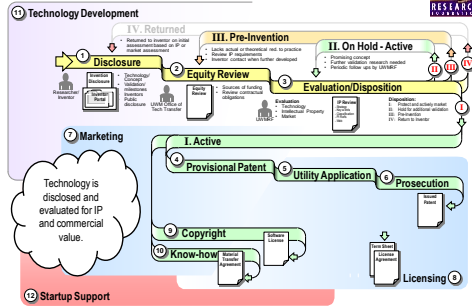 RESEARC
FOUNDATIO
11 Technology Development
IV. Returned
• Returned to inventor on initial
assessment/based on IP or
market assessment
III. Pre-Invention
• Lacks actual or theoretical red. to practice
• Review IP requirements
• Inventor contact when further developed
II. On Hold - Active
• Promising concept
• Further validation research needed
• Periodic follow ups by UWMRF
II III IV
1 Disclosure
2 Equity Review
3 Evaluation/Disposition
I
Researcher/
Inventor
Invention
Disclosure
Inventor
Portal
• Technology/
Concept
• Validation/
milestones
• Inventors
• Public
disclosure
UWM Office of
Tech Transfer
Equity
Review
• Sources of funding
• Review contractual
obligations
UWMRF
Evaluation
• Technology
• Intellectual Property
• Market
IP Review
Disposition:
I: Protect and actively market
II: Hold for additional validation
III: Pre-Invention
IV: Return to inventor
7 Marketing
I. Active
4 Provisional Patent
5 Utility Application
6 Prosecution
Issued
Patent
Technology is
disclosed and
evaluated for IP
and commercial
value.
9 Copyright
Software
License
10 Know-how
Material
Transfer
Agreement
Term Sheet
License
Agreement
Licensing 8
12 Startup Support